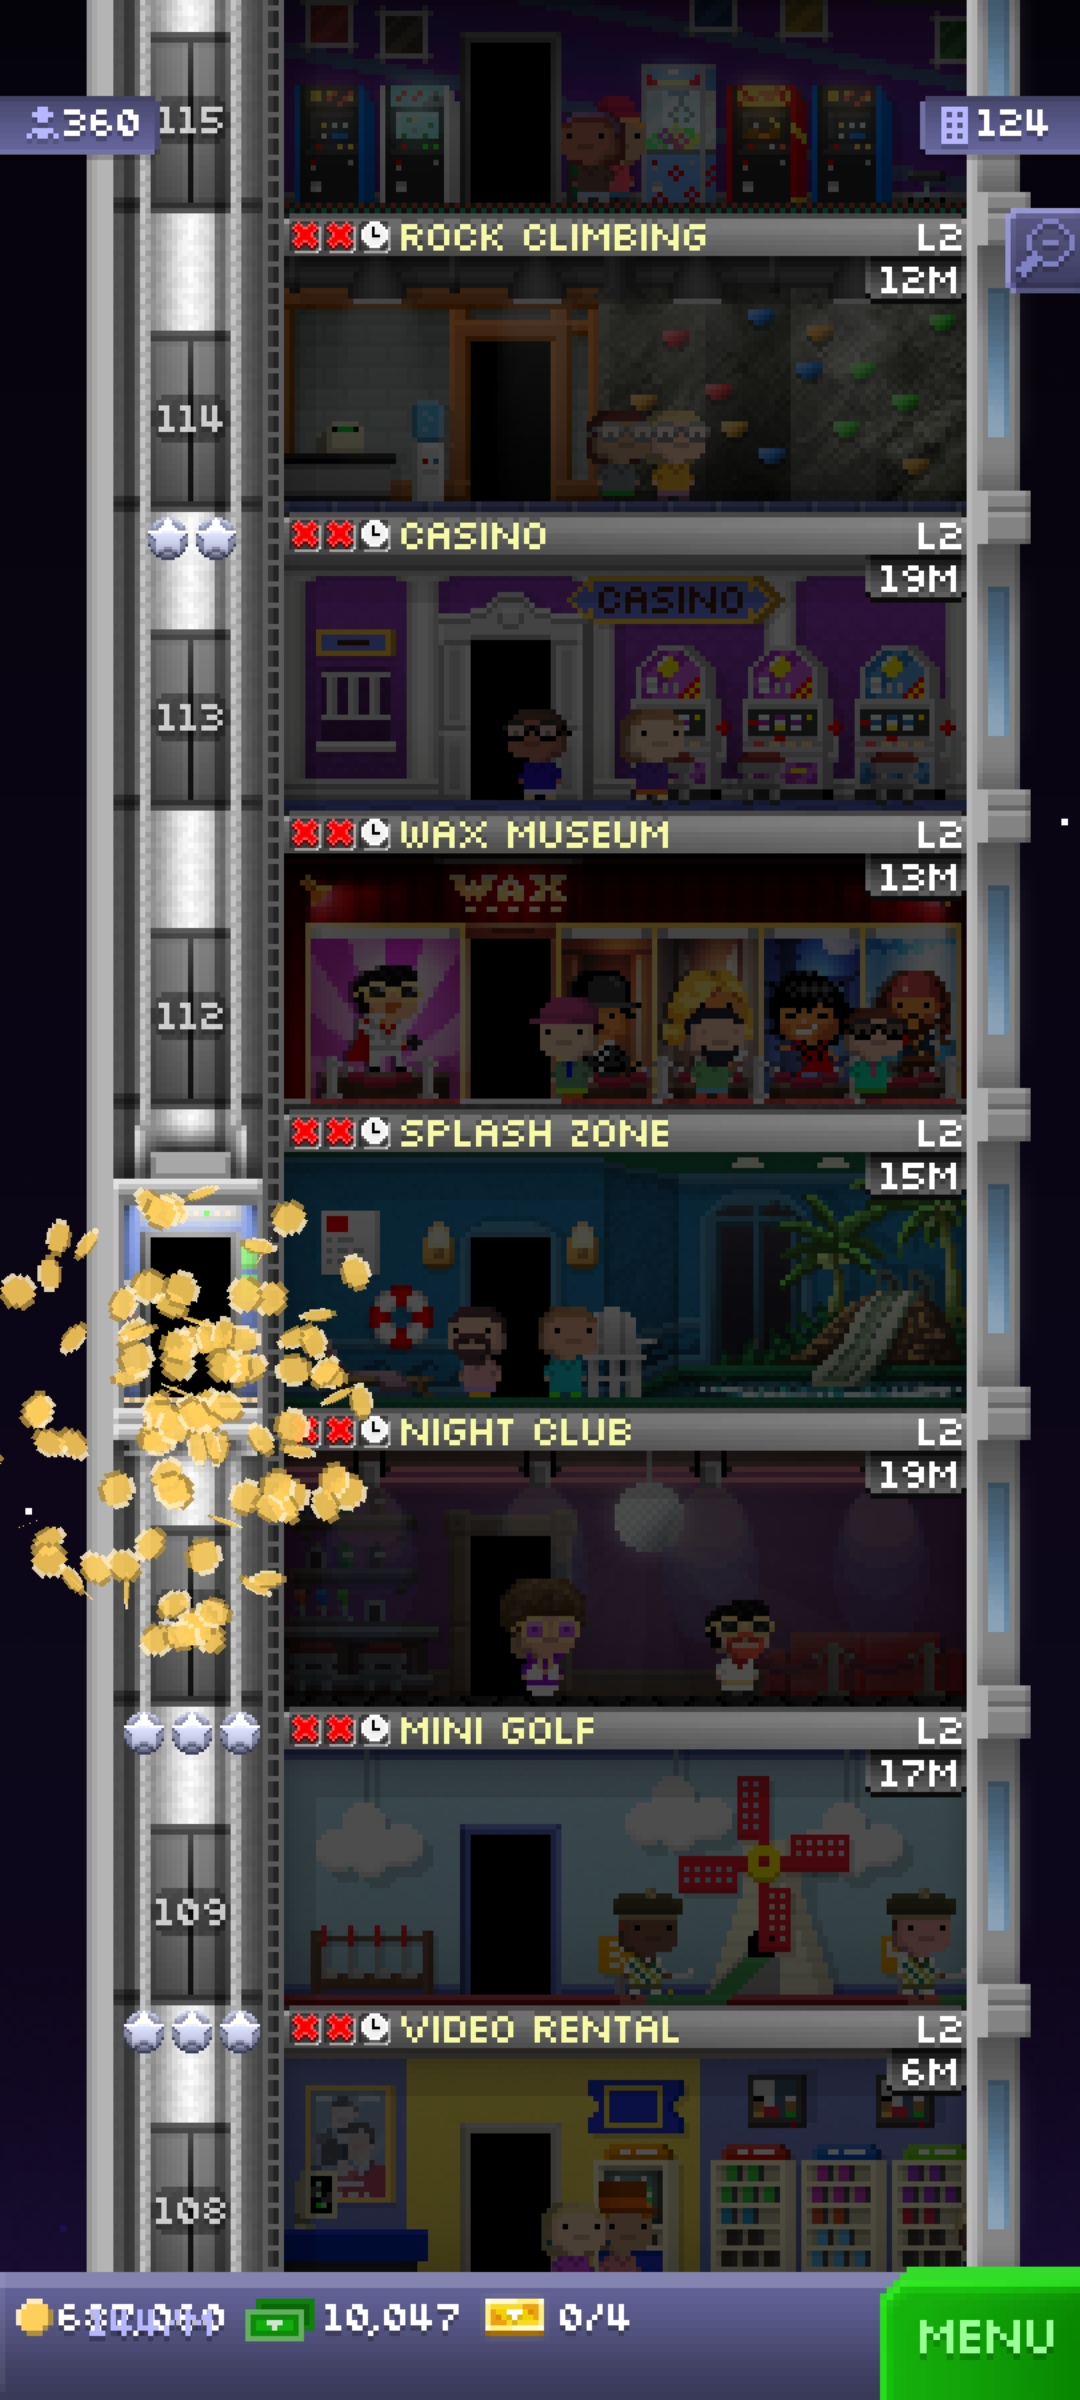 360
115
124
ROCK CLIMBING L2
12M
114
CASINO L2
19M
CASINO
113
WAX MUSEUM L2
13M
WAX
112
SPLASH ZONE L2
15M
NIGHT CLUB L2
19M
MINI GOLF L2
17M
109
VIDEO RENTAL L2
6M
108
10,047
0/4
MENU